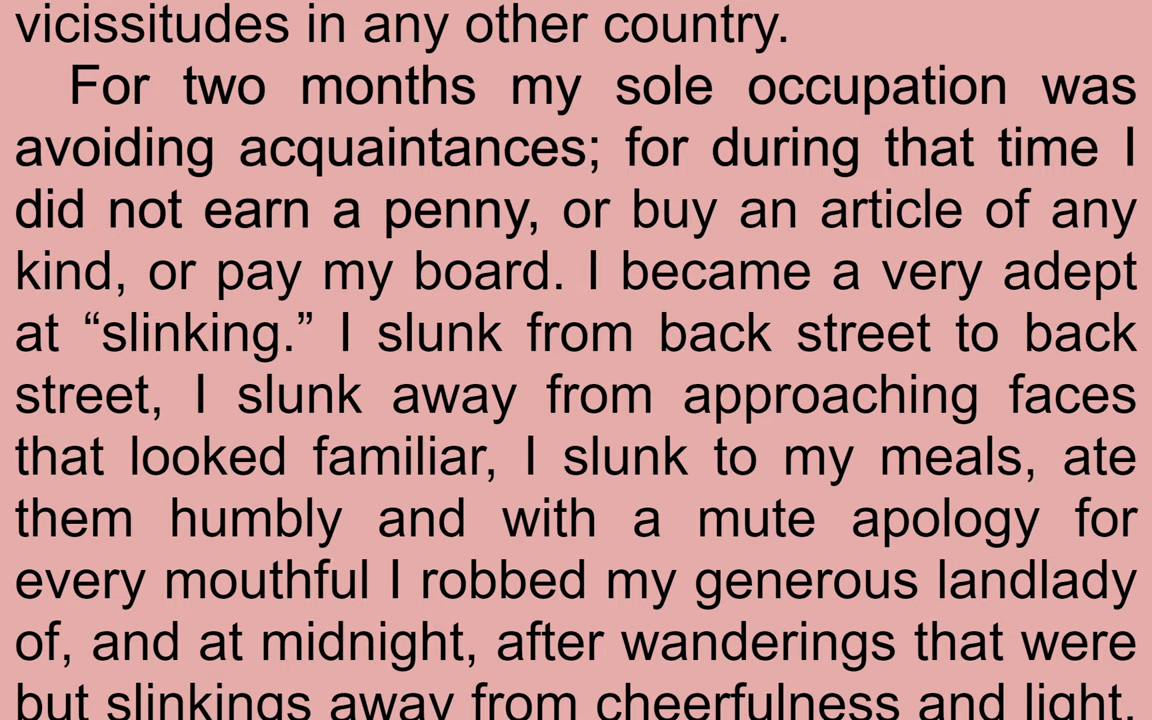 vicissitudes in any other country.
For two months my sole occupation was
avoiding acquaintances; for during that time I
did not earn a penny, or buy an article of any
kind, or pay my board. I became a very adept
at “slinking.” I slunk from back street to back
street, I slunk away from approaching faces
that looked familiar, I slunk to my meals, ate
them humbly and with a mute apology for
every mouthful I robbed my generous landlady
of, and at midnight, after wanderings that were
but slinkings away from cheerfulness and light,